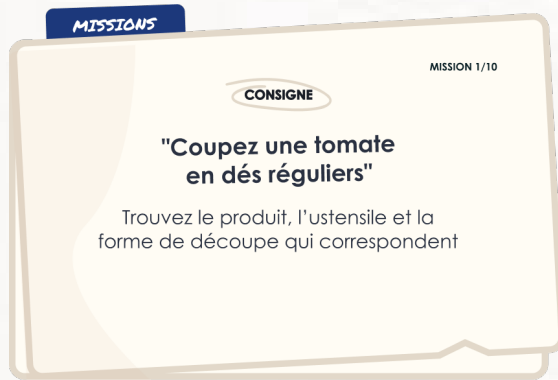 MISSIONS
MISSION 1/10
CONSIGNE
"Coupez une tomate
en dés réguliers"
Trouvez le produit, l'ustensile et la
forme de découpe qui correspondent